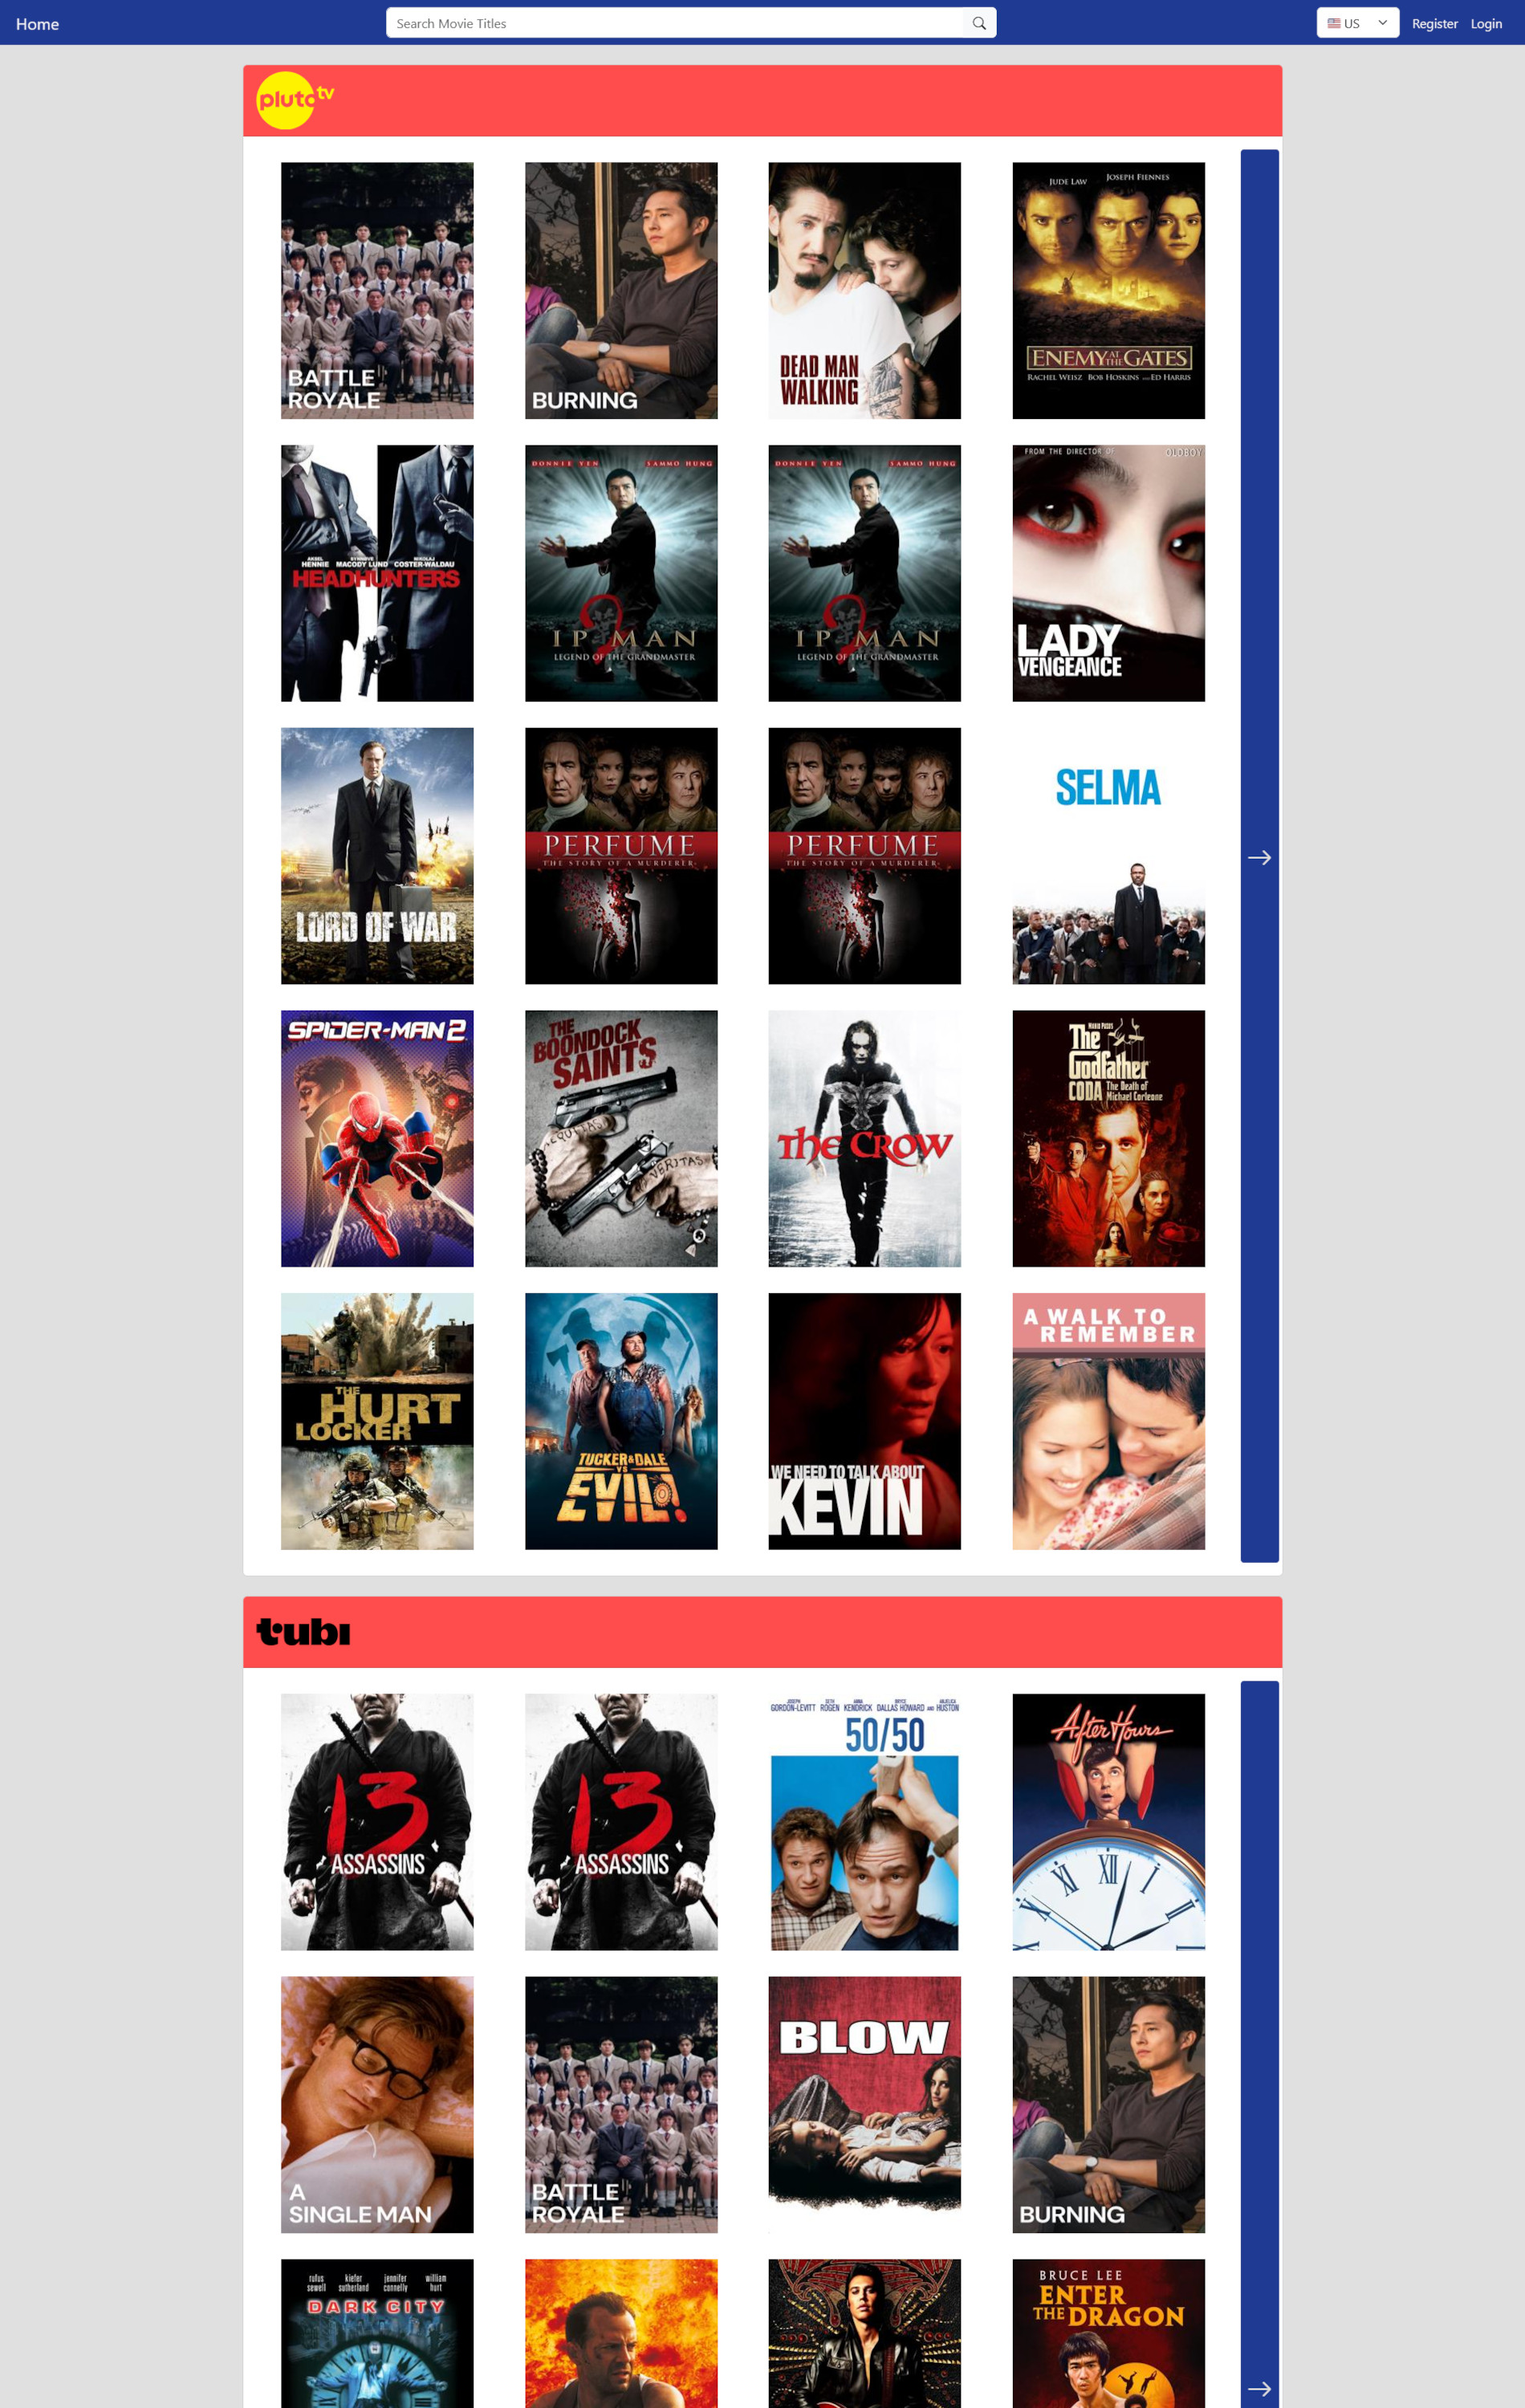 Home
Search Movie Titles
US
Register
Login
pluto tv
BATTLE
ROYALE
BURNING
DEAD MAN
WALKING
JUDE LAW JOSEPH FIENNES
ENEMY AT THE GATES
RACHEL WEISZ BOB HOSKINS AND ED HARRIS
AKSEL SYNNØVE NIKOLAJ
HENNIE MACODY LUND COSTER-WALDAU
HEADHUNTERS
DONNIE YEN SAMMO HUNG
IP MAN 2
LEGEND OF THE GRANDMASTER
DONNIE YEN SAMMO HUNG
IP MAN 2
LEGEND OF THE GRANDMASTER
FROM THE DIRECTOR OF OLDBOY
LADY
VENGEANCE
LORD OF WAR
PERFUME
THE STORY OF A MURDERER
PERFUME
THE STORY OF A MURDERER
SELMA
SPIDER-MAN 2
THE
BOONDOCK
SAINTS
EQUITAS
VERITAS
THE CROW
Mario Puzo's
The
Godfather
CODA The Death of
Michael Corleone
THE
HURT
LOCKER
TUCKER & DALE
VS
EVIL!
WE NEED TO TALK ABOUT
KEVIN
A WALK TO
REMEMBER
tubi
13
ASSASSINS
13
ASSASSINS
JOSEPH SETH ANNA BRYCE ANJELICA
GORDON-LEVITT ROGEN KENDRICK DALLAS HOWARD AND HUSTON
50/50
After Hours
XI XII I
A
SINGLE MAN
BATTLE
ROYALE
BLOW
BURNING
rufus kiefer jennifer william
sewell sutherland connelly hurt
DARK CITY
BRUCE LEE
ENTER
THE DRAGON